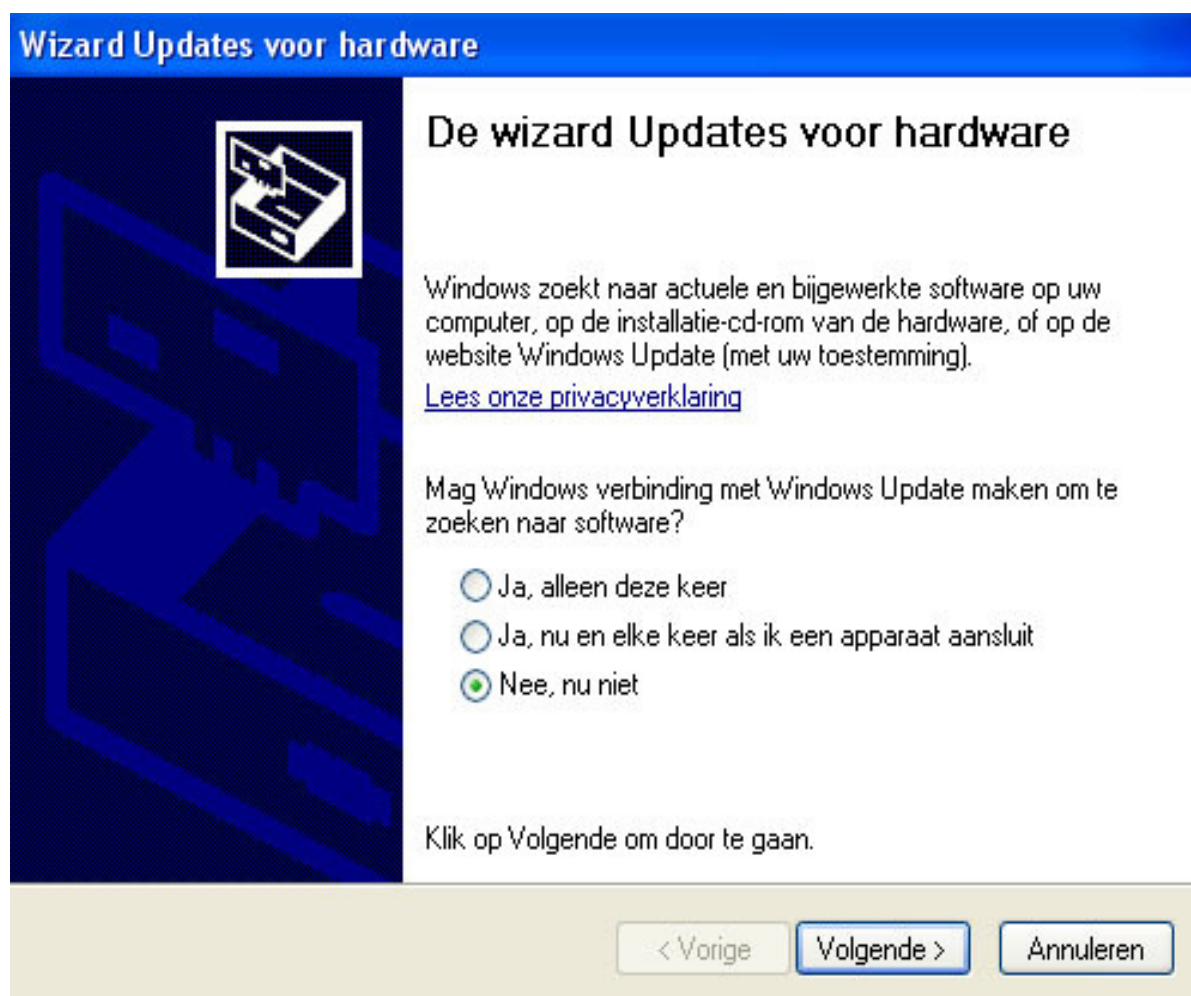 Wizard Updates voor hardware
De wizard Updates voor hardware
Windows zoekt naar actuele en bijgewerkte software op uw
computer, op de installatie-cd-rom van de hardware, of op de
website Windows Update (met uw toestemming).
Lees onze privacyverklaring
Mag Windows verbinding met Windows Update maken om te
zoeken naar software?
Ja, alleen deze keer
Ja, nu en elke keer als ik een apparaat aansluit
Nee, nu niet
Klik op Volgende om door te gaan.
< Vorige Volgende > Annuleren